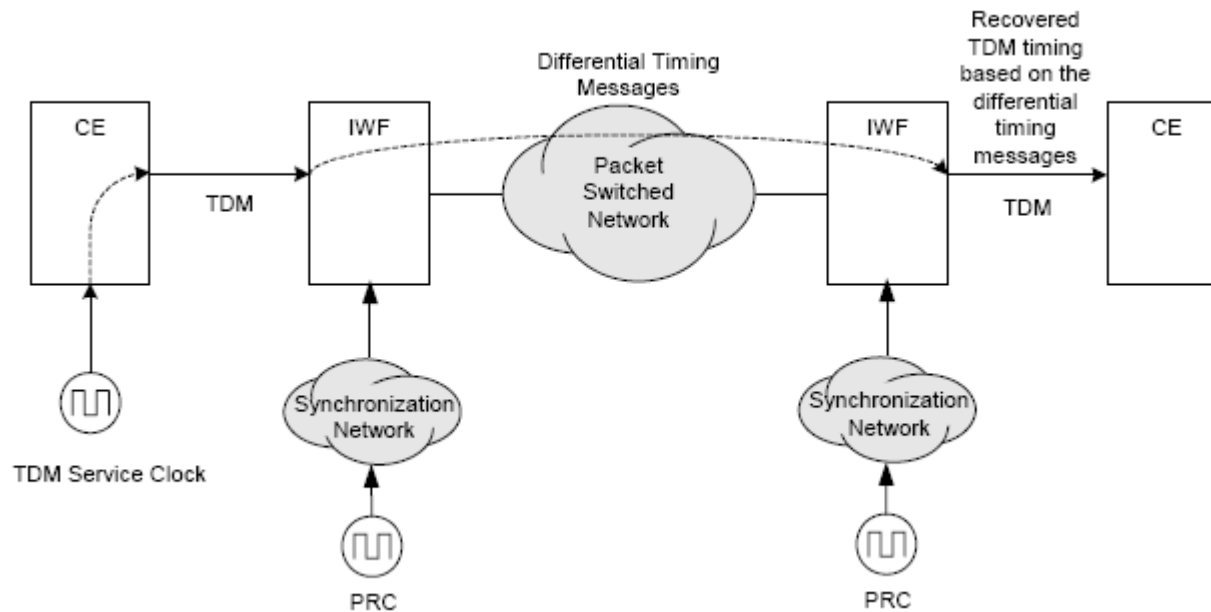 Differential Timing
Messages
Recovered
TDM timing
based on the
differential
timing
messages
CE
IWF
Packet
Switched
Network
IWF
CE
TDM
TDM
Synchronization
Network
Synchronization
Network
TDM Service Clock
PRC
PRC